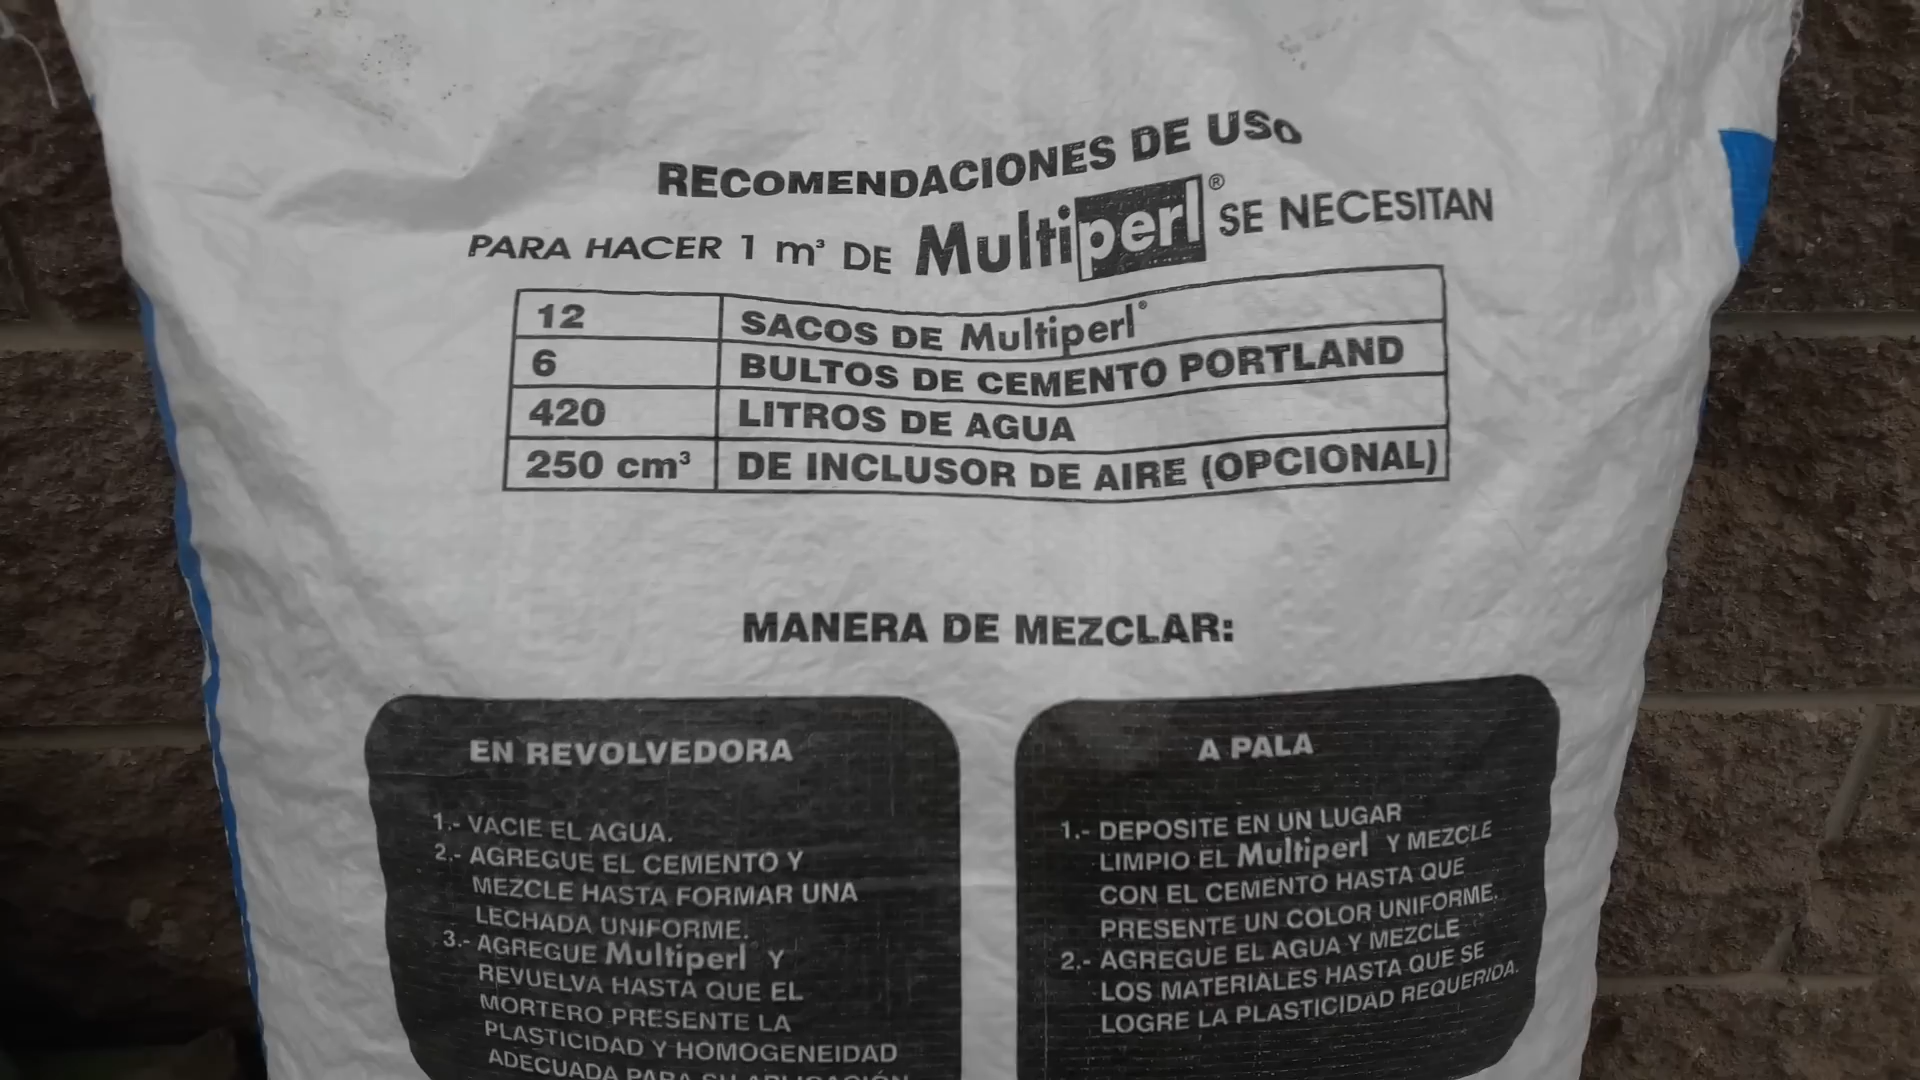 RECOMENDACIONES DE USO
PARA HACER 1 m³ DE Multiperl® SE NECESITAN
12 SACOS DE Multiperl®
6 BULTOS DE CEMENTO PORTLAND
420 LITROS DE AGUA
250 cm³ DE INCLUSOR DE AIRE (OPCIONAL)
MANERA DE MEZCLAR:
EN REVOLVEDORA
1.- VACIE EL AGUA.
2.- AGREGUE EL CEMENTO Y
MEZCLE HASTA FORMAR UNA
LECHADA UNIFORME.
3.- AGREGUE Multiperl Y
REVUELVA HASTA QUE EL
MORTERO PRESENTE LA
PLASTICIDAD Y HOMOGENEIDAD
ADECUADA PARA SU APLICACIÓN
A PALA
1.- DEPOSITE EN UN LUGAR
LIMPIO EL Multiperl Y MEZCLE
CON EL CEMENTO HASTA QUE
PRESENTE UN COLOR UNIFORME.
2.- AGREGUE EL AGUA Y MEZCLE
LOS MATERIALES HASTA QUE SE
LOGRE LA PLASTICIDAD REQUERIDA.